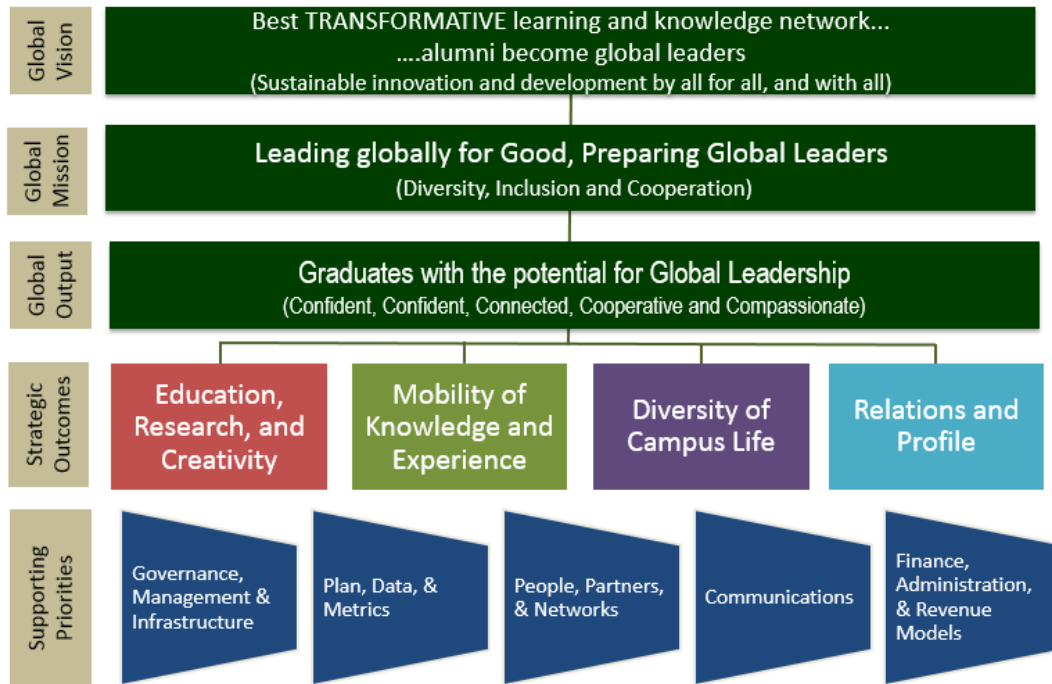 Global
Vision
Best TRANSFORMATIVE learning and knowledge network...
....alumni become global leaders
(Sustainable innovation and development by all for all, and with all)
Global
Mission
Leading globally for Good, Preparing Global Leaders
(Diversity, Inclusion and Cooperation)
Global
Output
Graduates with the potential for Global Leadership
(Confident, Confident, Connected, Cooperative and Compassionate)
Strategic
Outcomes
Education,
Research, and
Creativity
Mobility of
Knowledge and
Experience
Diversity of
Campus Life
Relations and
Profile
Supporting
Priorities
Governance,
Management &
Infrastructure
Plan, Data, &
Metrics
People, Partners,
& Networks
Communications
Finance,
Administration,
& Revenue
Models